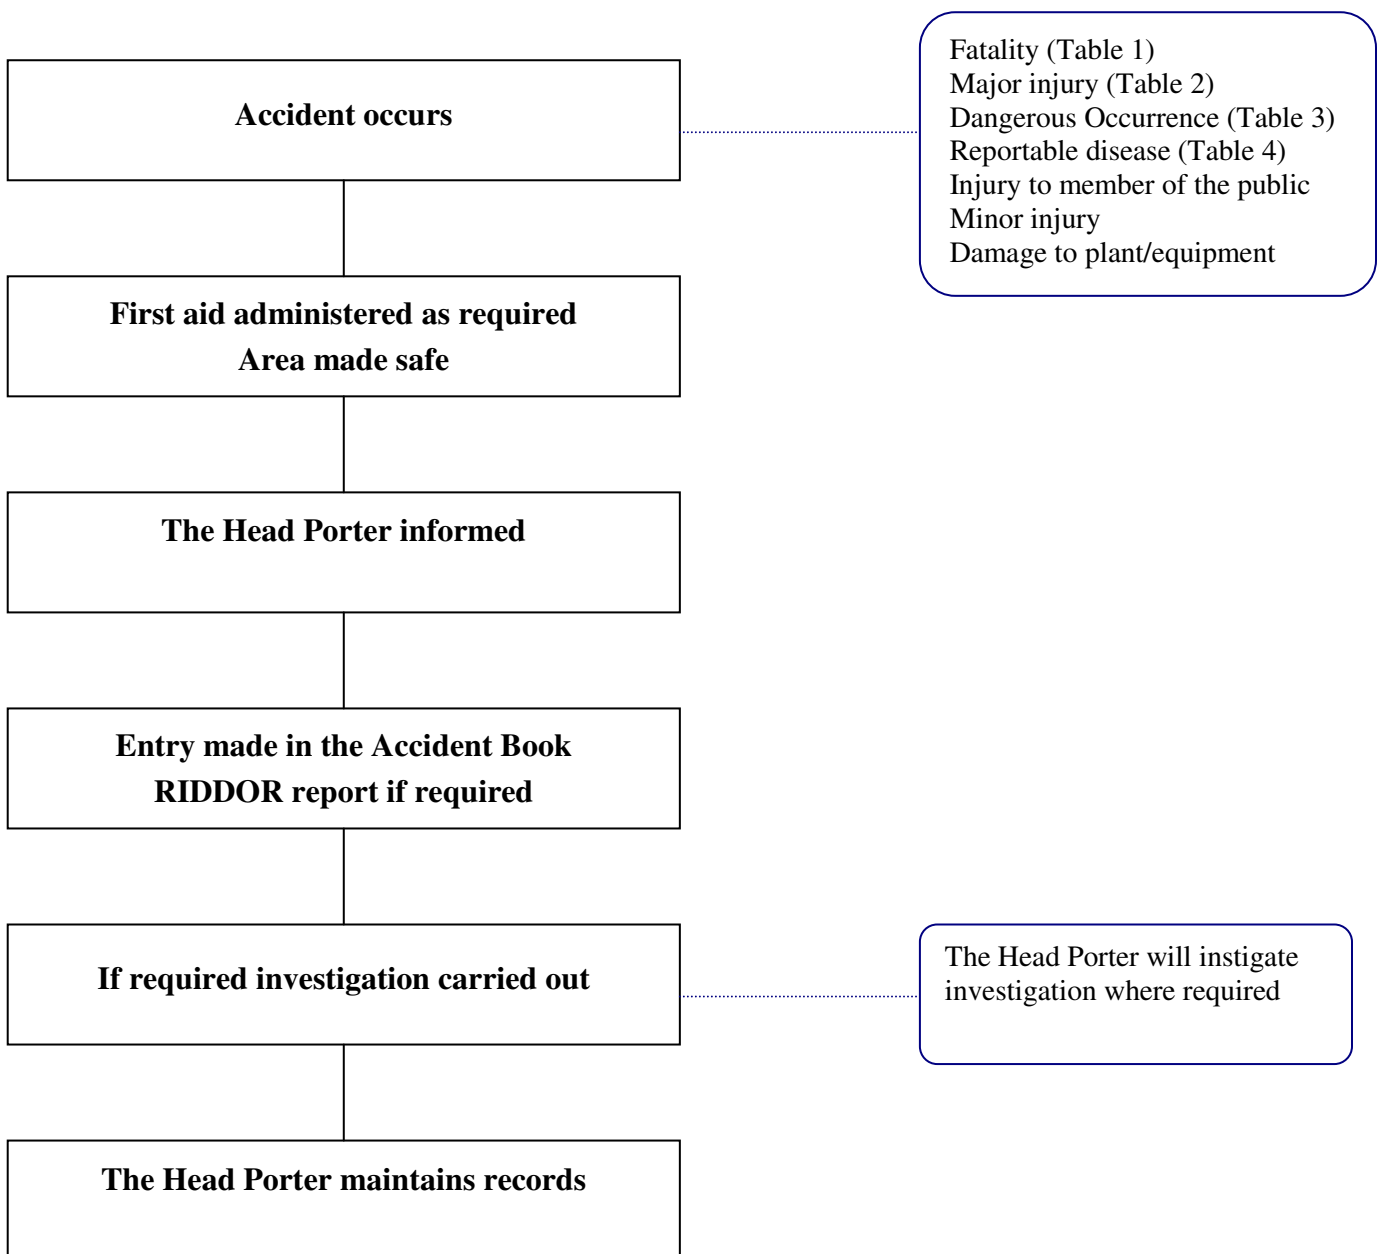 Accident occurs
Fatality (Table 1)
Major injury (Table 2)
Dangerous Occurrence (Table 3)
Reportable disease (Table 4)
Injury to member of the public
Minor injury
Damage to plant/equipment
First aid administered as required
Area made safe
The Head Porter informed
Entry made in the Accident Book
RIDDOR report if required
If required investigation carried out
The Head Porter will instigate
investigation where required
The Head Porter maintains records